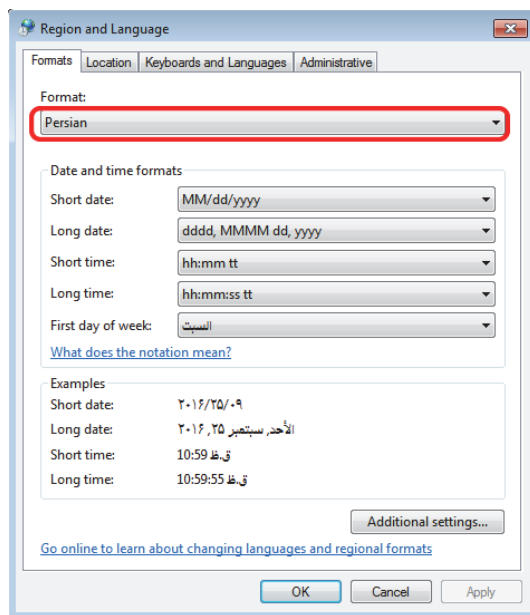 Region and Language
Formats Location Keyboards and Languages Administrative
Format:
Persian
Date and time formats
Short date: MM/dd/yyyy
Long date: dddd, MMMM dd, yyyy
Short time: hh:mm tt
Long time: hh:mm:ss tt
First day of week: السبت
What does the notation mean?
Examples
Short date: ۲۰۱۶/۲۵/۰۹
Long date: الأحد, سبتمبر ۲۵, ۲۰۱۶
Short time: 10:59 ق.ظ
Long time: 10:59:55 ق.ظ
Additional settings...
Go online to learn about changing languages and regional formats
OK Cancel Apply